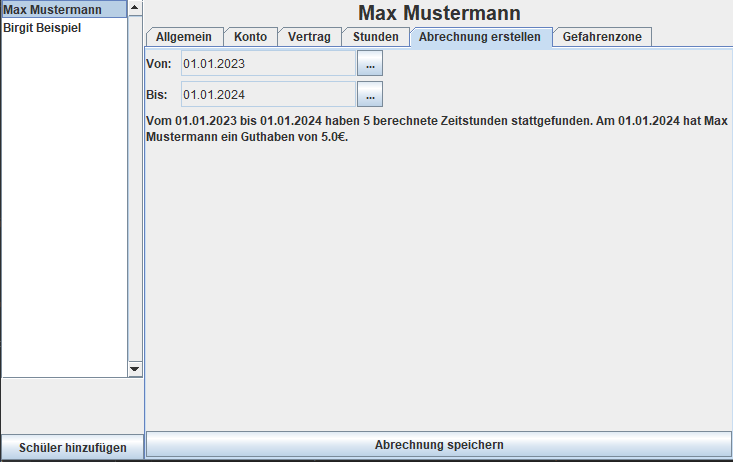 Max Mustermann
Birgit Beispiel
Schüler hinzufügen
Max Mustermann
Allgemein Konto Vertrag Stunden Abrechnung erstellen Gefahrenzone
Von: 01.01.2023 ...
Bis: 01.01.2024 ...
Vom 01.01.2023 bis 01.01.2024 haben 5 berechnete Zeitstunden stattgefunden. Am 01.01.2024 hat Max
Mustermann ein Guthaben von 5.0€.
Abrechnung speichern